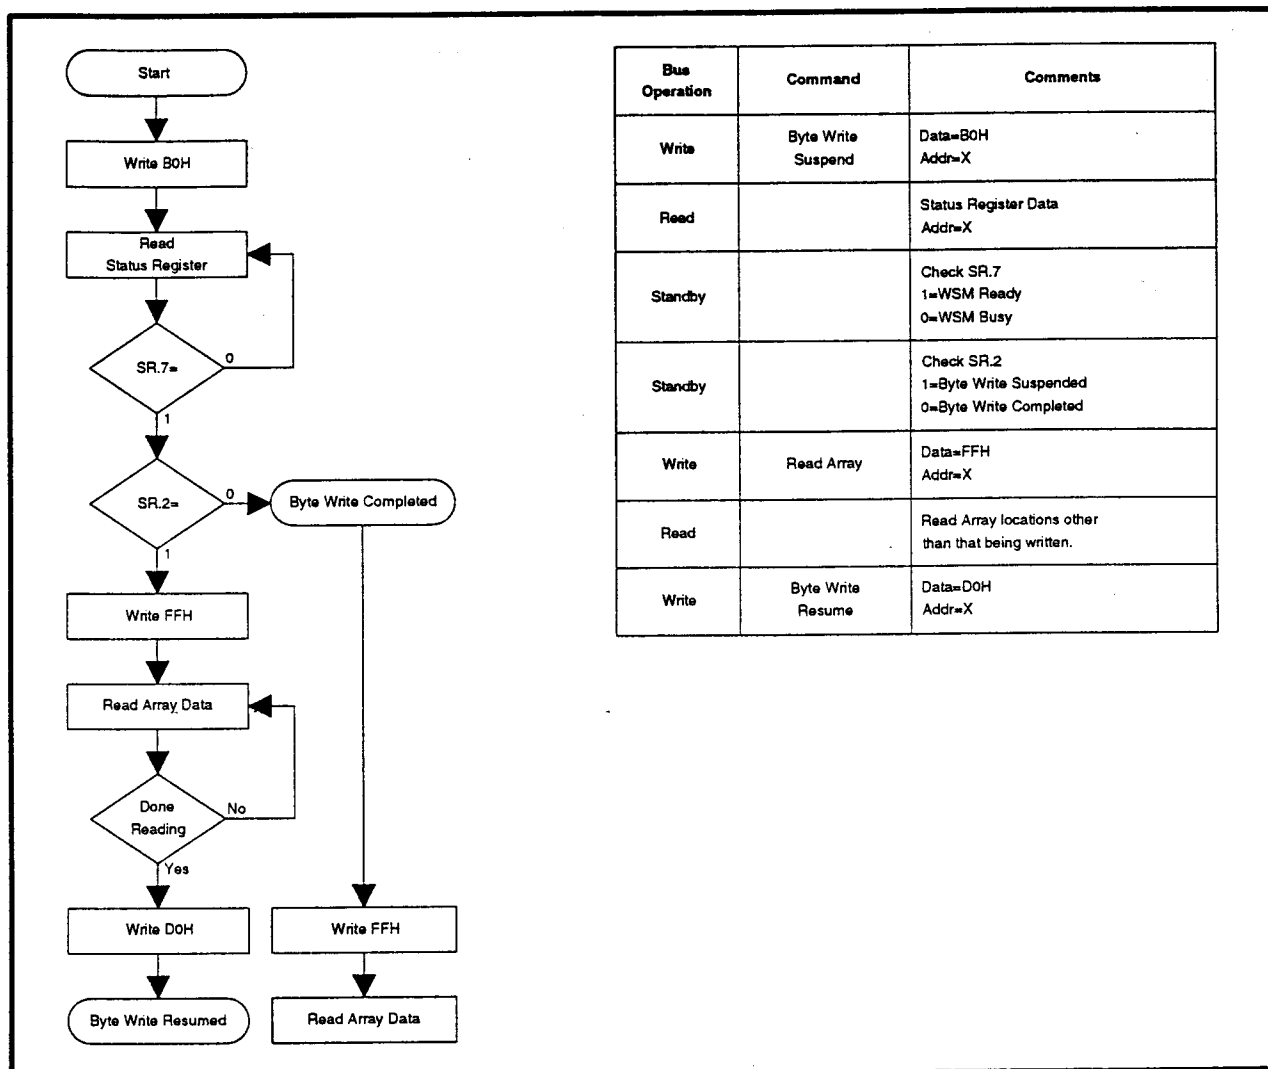 Start
Write B0H
Read
Status Register
SR.7=
0
1
SR.2=
0
Byte Write Completed
1
Write FFH
Read Array Data
Done
Reading
No
Yes
Write D0H
Write FFH
Byte Write Resumed
Read Array Data
Bus
Operation
Command
Comments
Write
Byte Write
Suspend
Data=B0H
Addr=X
Read
Status Register Data
Addr=X
Standby
Check SR.7
1=WSM Ready
0=WSM Busy
Standby
Check SR.2
1=Byte Write Suspended
0=Byte Write Completed
Write
Read Array
Data=FFH
Addr=X
Read
Read Array locations other
than that being written.
Write
Byte Write
Resume
Data=D0H
Addr=X